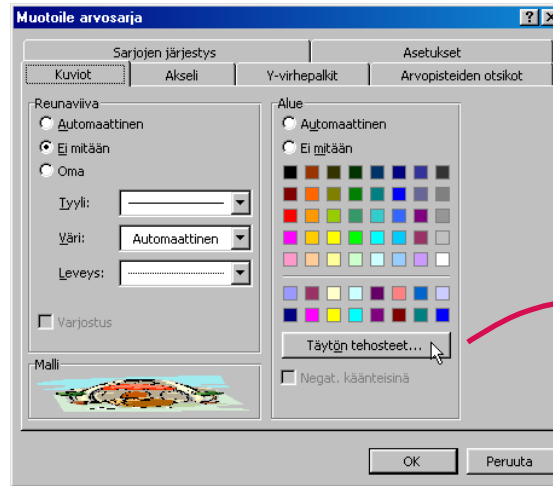 Muotoile arvosarja
Sarjojen järjestys
Asetukset
Kuviot
Akseli
Y-virhepalkit
Arvopisteiden otsikot
Reunaviiva
Automaattinen
Ei mitään
Oma
Tyyli:
Väri:
Automaattinen
Leveys:
Varjostus
Malli
Alue
Automaattinen
Ei mitään
Täytön tehosteet...
Negat. käänteisinä
OK
Peruuta